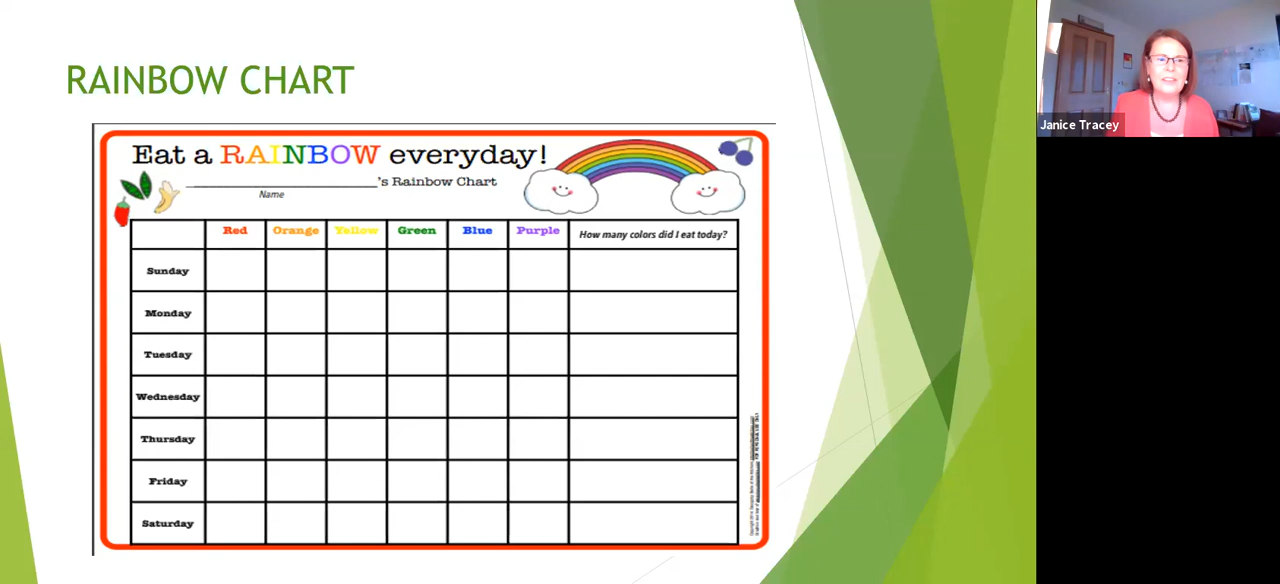 RAINBOW CHART
Eat a RAINBOW everyday!
's Rainbow Chart
Name
Red Orange Yellow Green Blue Purple How many colors did I eat today?
Sunday
Monday
Tuesday
Wednesday
Thursday
Friday
Saturday
Janice Tracey